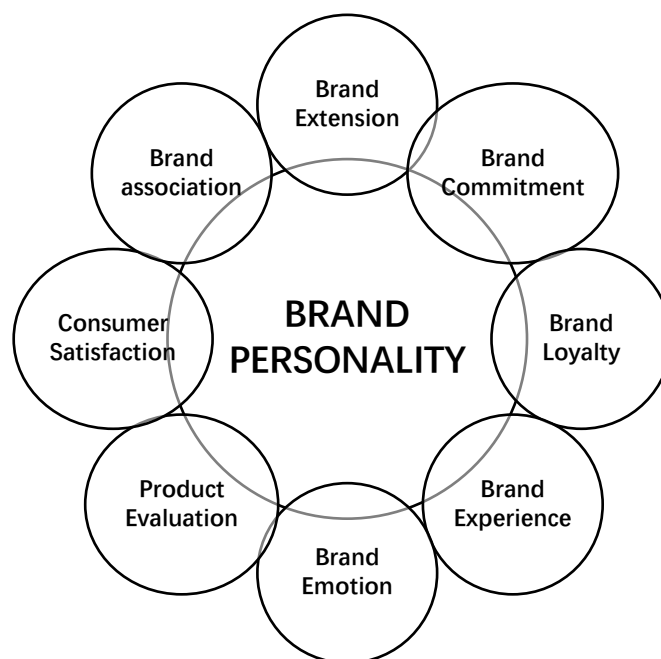 Brand
Extension
Brand
Commitment
Brand
Loyalty
Brand
Experience
Brand
Emotion
Product
Evaluation
Consumer
Satisfaction
Brand
association
BRAND
PERSONALITY